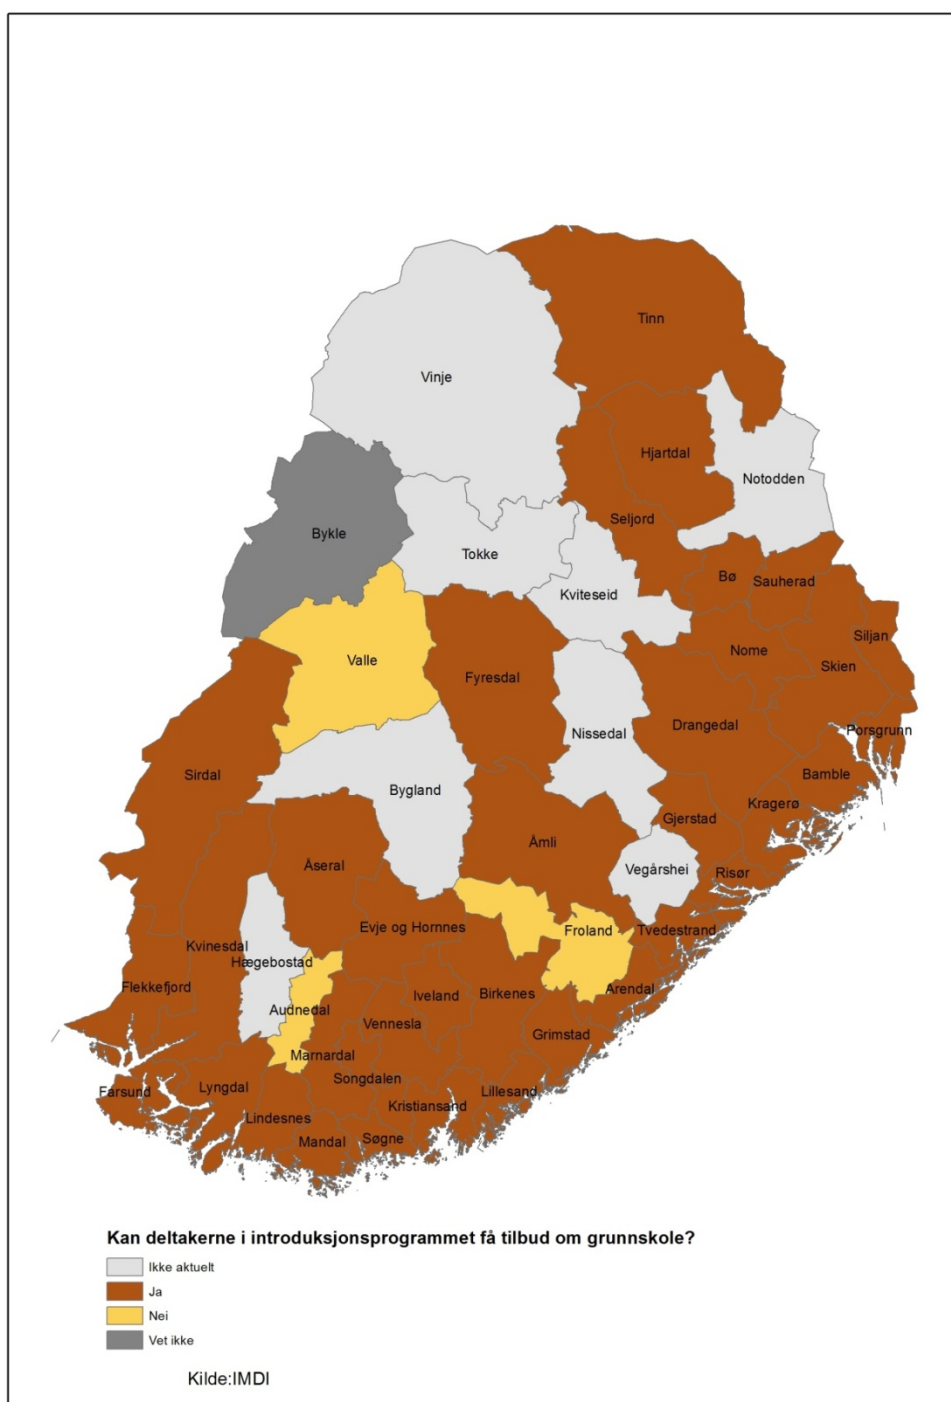 Tinn
Vinje
Hjartdal
Notodden
Seljord
Bykle
Tokke
Bø
Sauherad
Kviteseid
Siljan
Nome
Valle
Skien
Fyresdal
Drangedal
Porsgrunn
Nissedal
Sirdal
Bamble
Bygland
Kragerø
Gjerstad
Åmli
Åseral
Vegårshei
Risør
Evje og Hornnes
Froland
Tvedestrand
Kvinesdal
Hægebostad
Flekkefjord
Iveland
Birkenes
Arendal
Audnedal
Vennesla
Grimstad
Marnardal
Songdalen
Lyngdal
Farsund
Lillesand
Kristiansand
Lindesnes
Mandal
Søgne
Kan deltakerne i introduksjonsprogrammet få tilbud om grunnskole?
Ikke aktuelt
Ja
Nei
Vet ikke
Kilde:IMDI